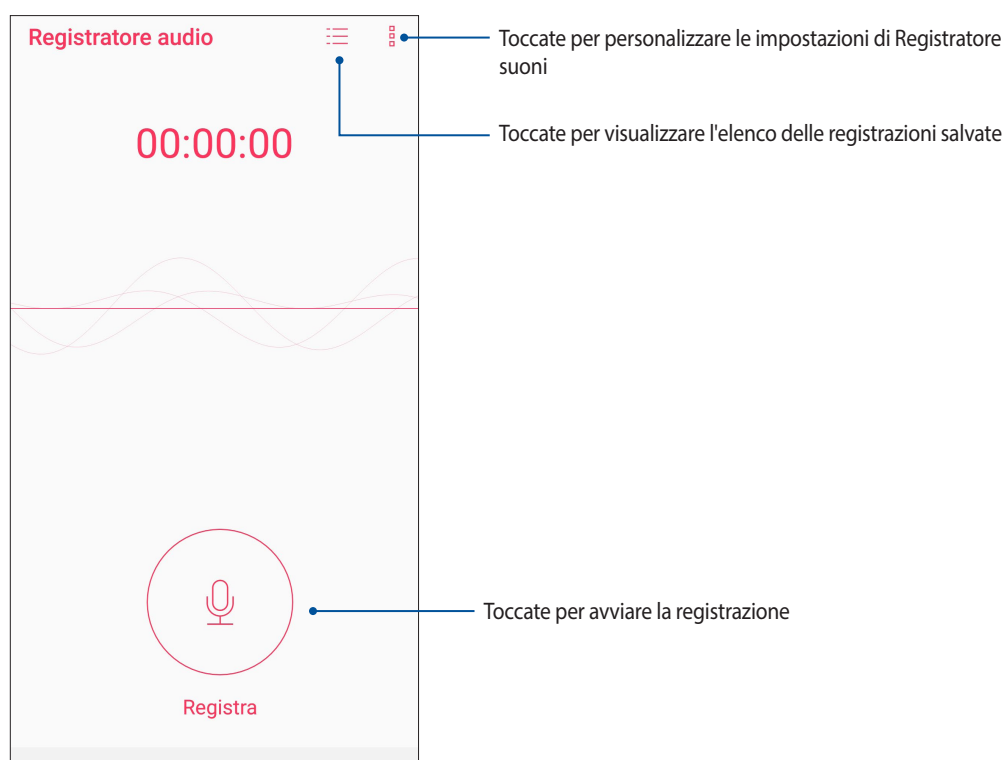 Registratore audio
Toccate per personalizzare le impostazioni di Registratore
suoni
Toccate per visualizzare l'elenco delle registrazioni salvate
00:00:00
Toccate per avviare la registrazione
Registra